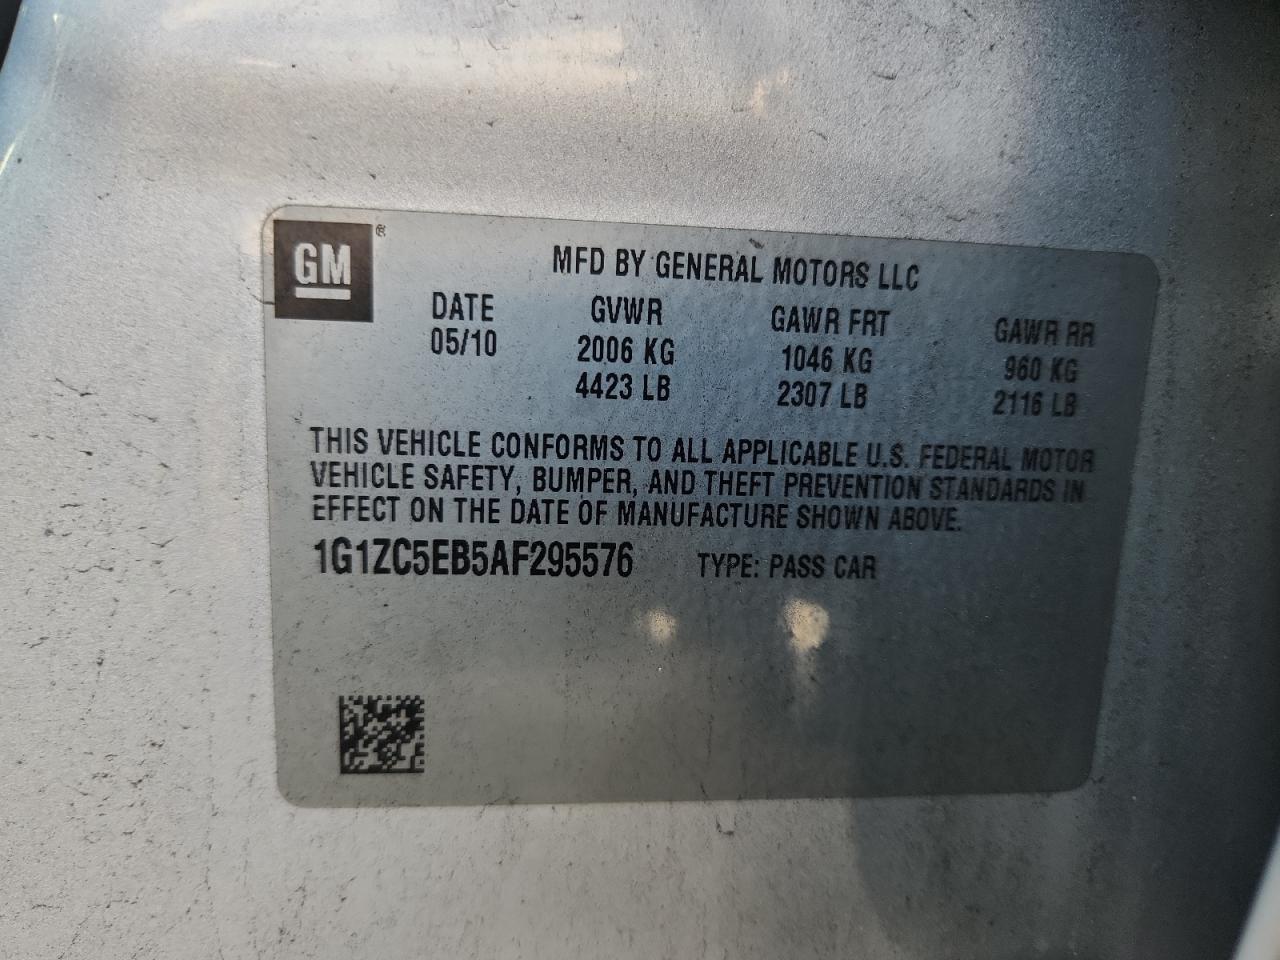 GM®
MFD BY GENERAL MOTORS LLC
DATE GVWR GAWR FRT GAWR RR
05/10 2006 KG 1046 KG 960 KG
4423 LB 2307 LB 2116 LB
THIS VEHICLE CONFORMS TO ALL APPLICABLE U.S. FEDERAL MOTOR
VEHICLE SAFETY, BUMPER, AND THEFT PREVENTION STANDARDS IN
EFFECT ON THE DATE OF MANUFACTURE SHOWN ABOVE.
1G1ZC5EB5AF295576 TYPE: PASS CAR